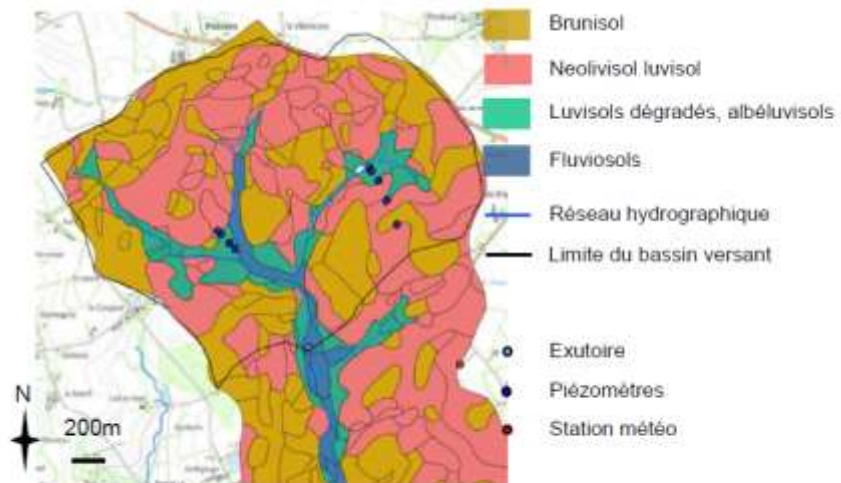 Brunisol
Neolivisol luvisol
Luvisols dégradés, albéluvisols
Fluviosols
Réseau hydrographique
Limite du bassin versant
Exutoire
Piézomètres
Station météo
N
200m